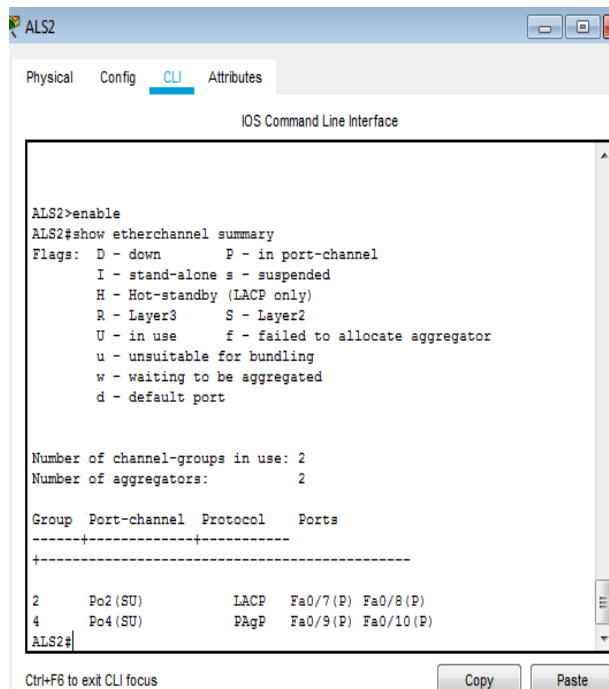 ALS2
Physical Config CLI Attributes
IOS Command Line Interface
ALS2>enable
ALS2#show etherchannel summary
Flags:  D - down        P - in port-channel
        I - stand-alone s - suspended
        H - Hot-standby (LACP only)
        R - Layer3      S - Layer2
        U - in use      f - failed to allocate aggregator
        u - unsuitable for bundling
        w - waiting to be aggregated
        d - default port
Number of channel-groups in use: 2
Number of aggregators:           2
Group  Port-channel  Protocol    Ports
------+-------------+-----------
+----------------------------------------------
2      Po2(SU)           LACP   Fa0/7(P) Fa0/8(P)
4      Po4(SU)           PAgP   Fa0/9(P) Fa0/10(P)
ALS2#
Ctrl+F6 to exit CLI focus
Copy Paste